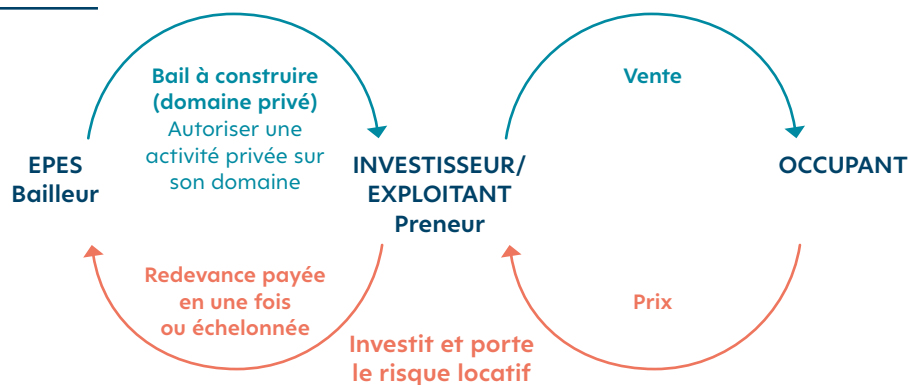 Bail à construire
(domaine privé)
Autoriser une
activité privée sur
son domaine
Vente
EPES
Bailleur
INVESTISSEUR/
EXPLOITANT
Preneur
OCCUPANT
Redevance payée
en une fois
ou échelonnée
Prix
Investit et porte
le risque locatif